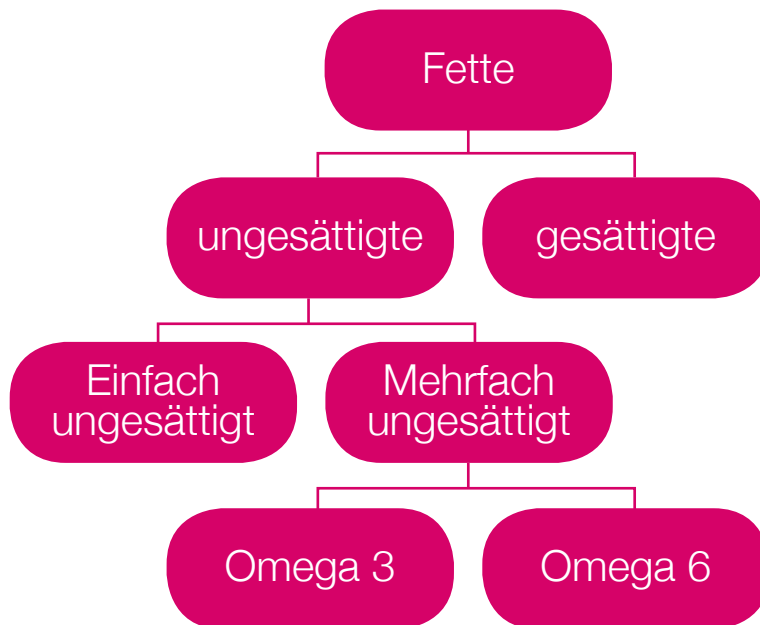 Fette
ungesättigte
gesättigte
Einfach
ungesättigt
Mehrfach
ungesättigt
Omega 3
Omega 6